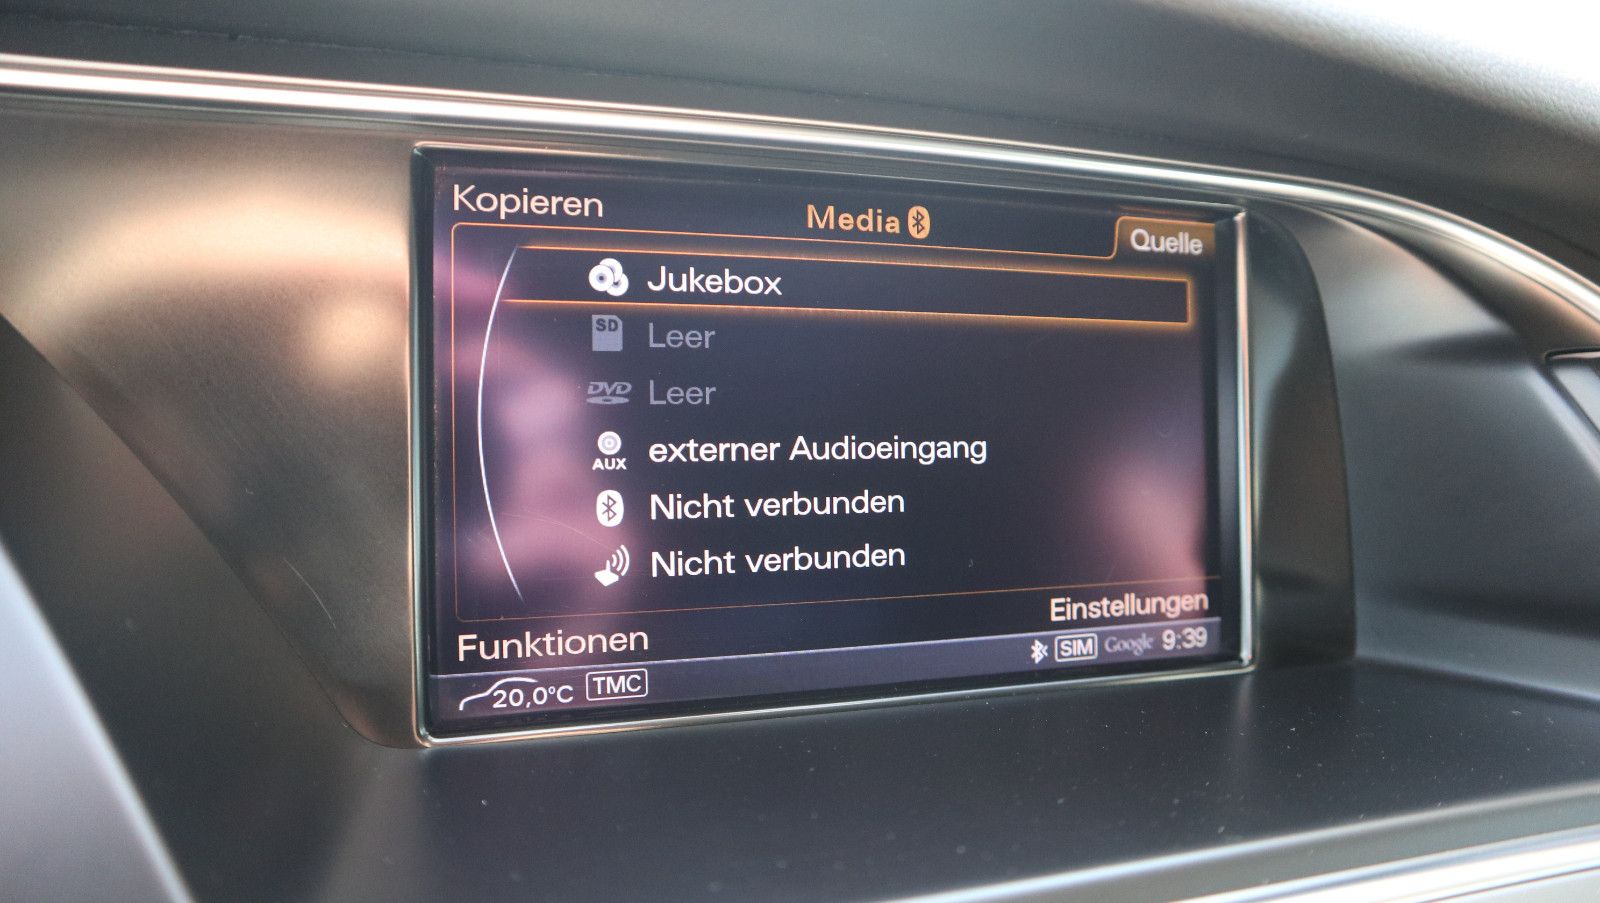 Kopieren
Media
Quelle
Jukebox
SD
Leer
DVD
Leer
AUX
externer Audioeingang
Nicht verbunden
Nicht verbunden
Einstellungen
Funktionen
20,0°C TMC
SIM Google 9:39